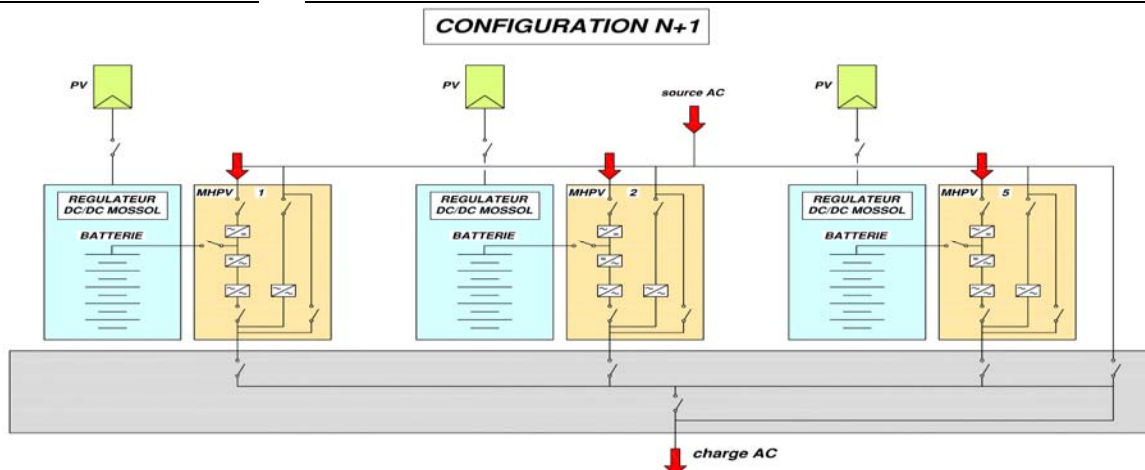 CONFIGURATION N+1
PV
PV
source AC
PV
MHPV 1
REGULATEUR
DC/DC MOSSOL
BATTERIE
MHPV 2
REGULATEUR
DC/DC MOSSOL
BATTERIE
MHPV 5
REGULATEUR
DC/DC MOSSOL
BATTERIE
charge AC